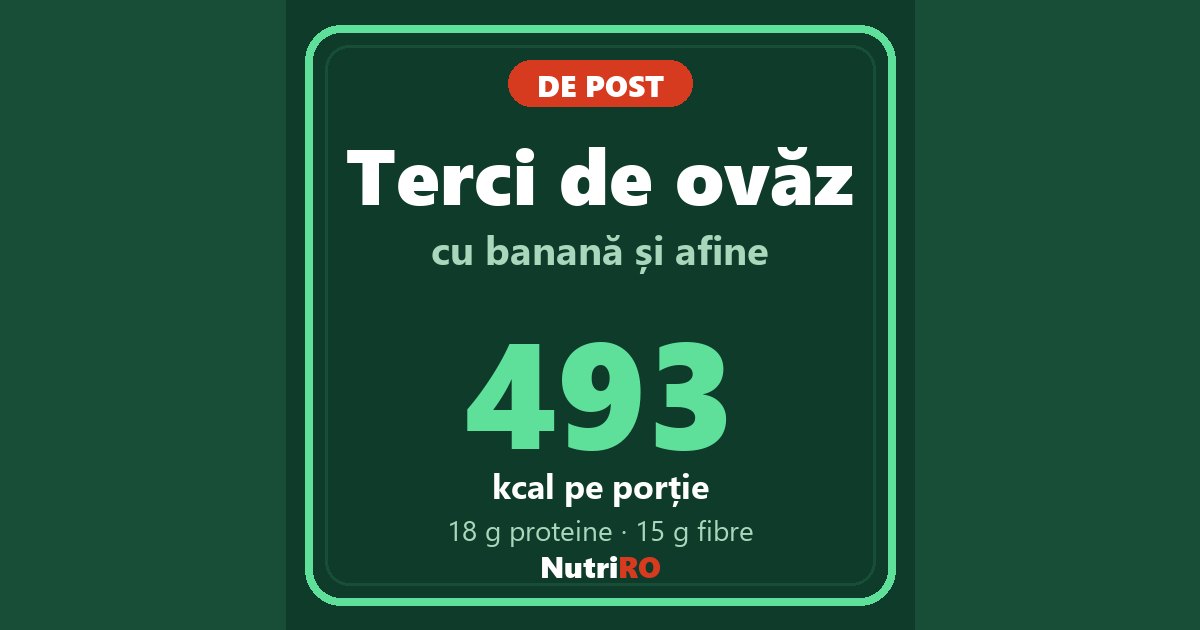 DE POST
Terci de ovăz
cu banană și afine
493
kcal pe porție
18 g proteine · 15 g fibre
NutriRO